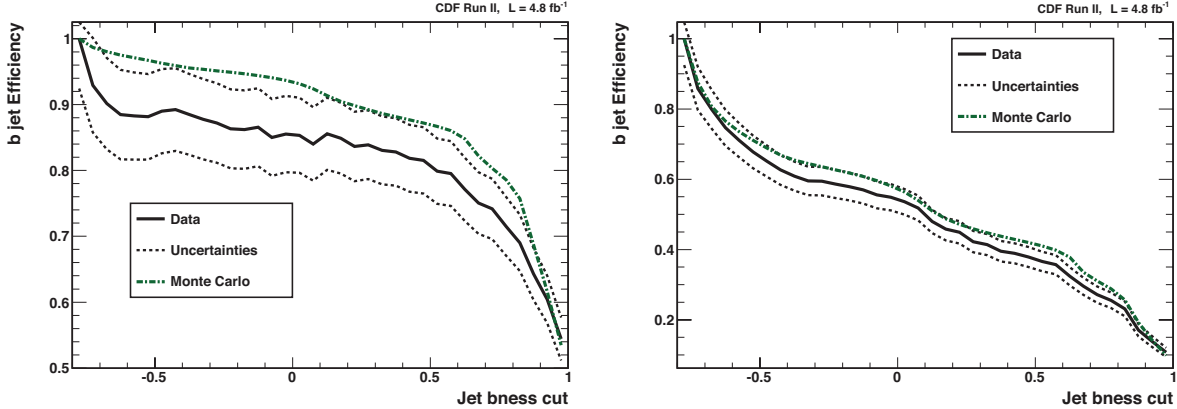 CDF Run II, L = 4.8 fb-1
b jet Efficiency
1
0.9
0.8
0.7
0.6
0.5
Data
Uncertainties
Monte Carlo
-0.5
0
0.5
1
Jet bness cut
CDF Run II, L = 4.8 fb-1
b jet Efficiency
1
0.8
0.6
0.4
0.2
Data
Uncertainties
Monte Carlo
-0.5
0
0.5
1
Jet bness cut